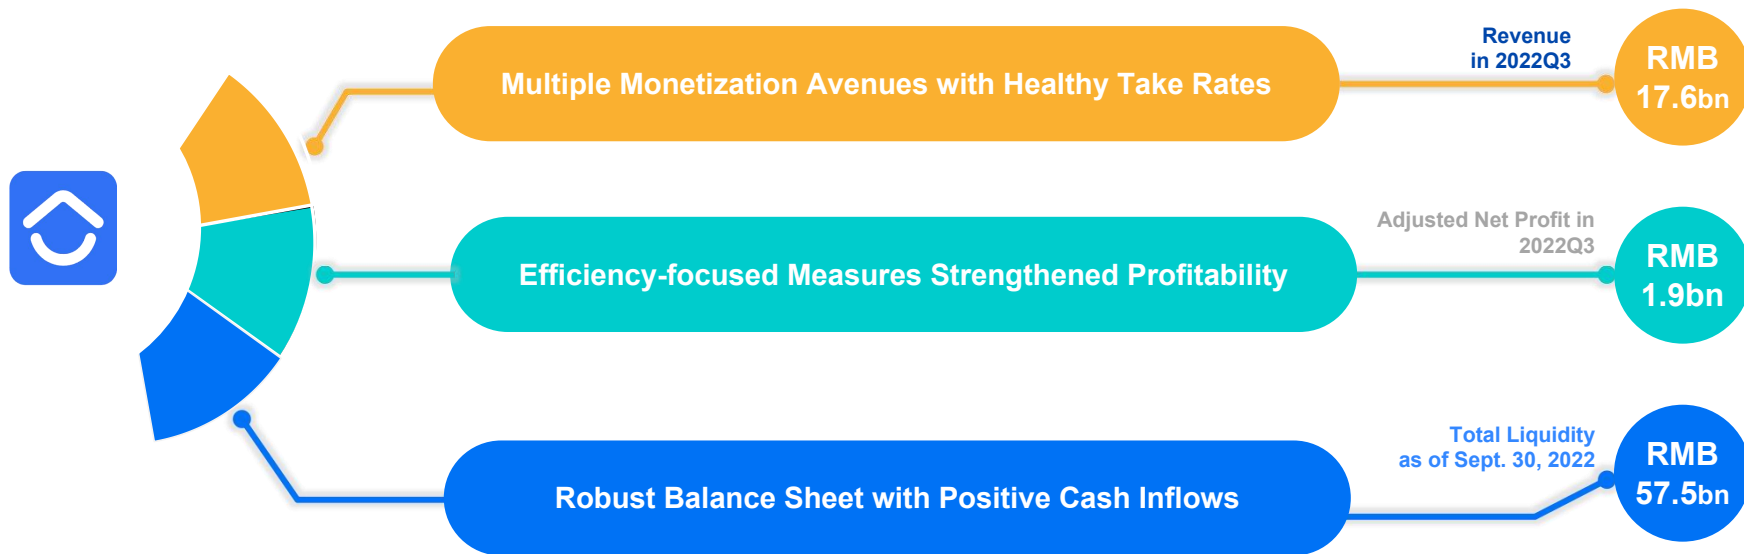 Multiple Monetization Avenues with Healthy Take Rates
Revenue
in 2022Q3
RMB
17.6bn
Efficiency-focused Measures Strengthened Profitability
Adjusted Net Profit in
2022Q3
RMB
1.9bn
Robust Balance Sheet with Positive Cash Inflows
Total Liquidity
as of Sept. 30, 2022
RMB
57.5bn